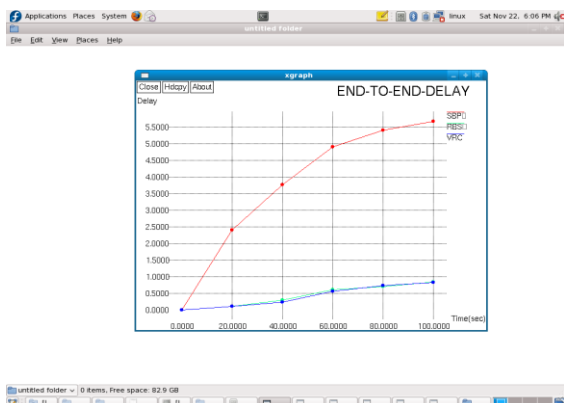 Applications Places System linux Sat Nov 22, 6:06 PM
untitled folder
File Edit View Places Help
xgraph
Close Hdcpy About
END-TO-END-DELAY
Delay
SBP
RBS
VRC
5.5000
5.0000
4.5000
4.0000
3.5000
3.0000
2.5000
2.0000
1.5000
1.0000
0.5000
0.0000
Time(sec)
0.0000 20.0000 40.0000 60.0000 80.0000 100.0000
untitled folder 0 items, Free space: 82.9 GB